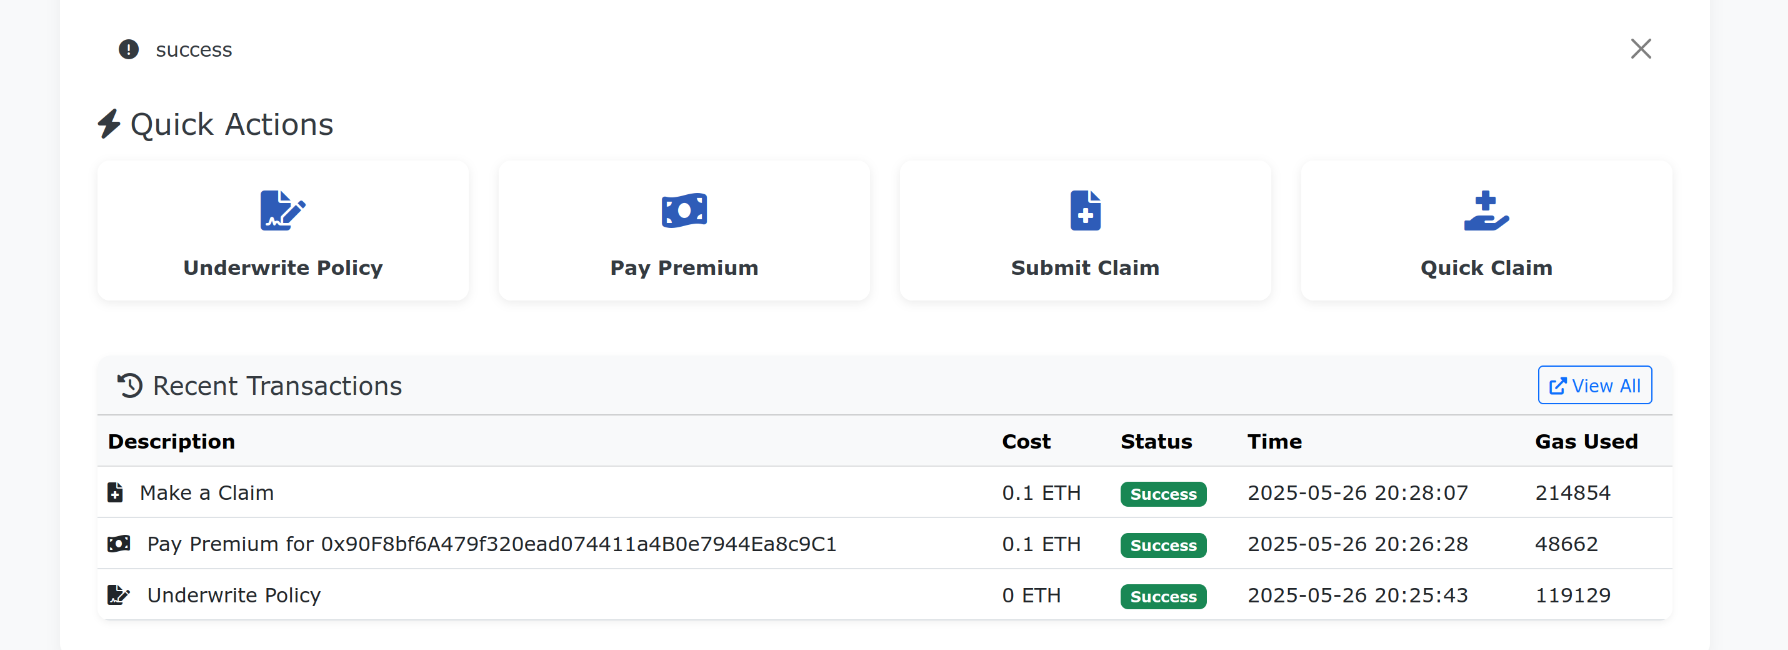 success
Quick Actions
Underwrite Policy Pay Premium Submit Claim Quick Claim
Recent Transactions View All
Description Cost Status Time Gas Used
Make a Claim 0.1 ETH Success 2025-05-26 20:28:07 214854
Pay Premium for 0x90F8bf6A479f320ead074411a4B0e7944Ea8c9C1 0.1 ETH Success 2025-05-26 20:26:28 48662
Underwrite Policy 0 ETH Success 2025-05-26 20:25:43 119129